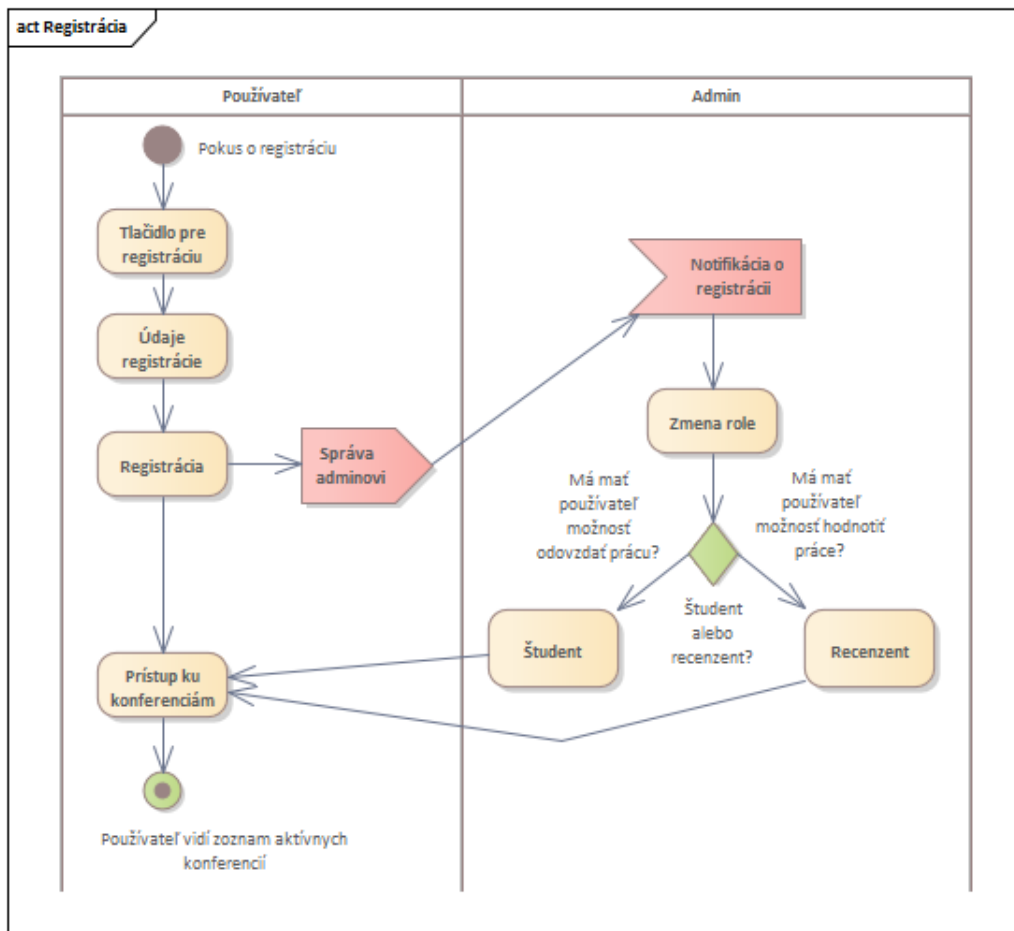 act Registrácia
Používateľ
Admin
Pokus o registráciu
Tlačidlo pre
registráciu
Údaje
registrácie
Registrácia
Správa
adminovi
Notifikácia o
registrácii
Zmena role
Má mať
používateľ
možnosť
odovzdať prácu?
Má mať
používateľ
možnosť hodnotiť
práce?
Študent
alebo
recenzent?
Študent
Recenzent
Prístup ku
konferenciám
Používateľ vidí zoznam aktívnych
konferencií